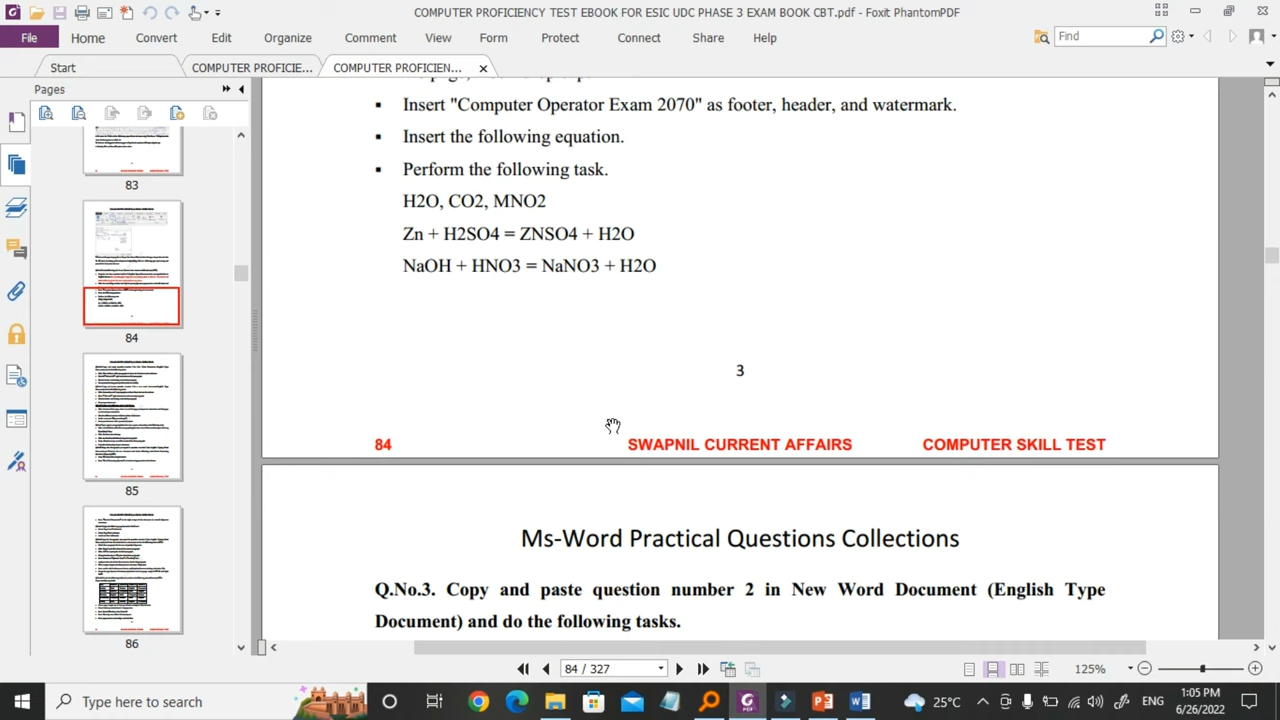 COMPUTER PROFICIENCY TEST EBOOK FOR ESIC UDC PHASE 3 EXAM BOOK CBT.pdf - Foxit PhantomPDF
File Home Convert Edit Organize Comment View Form Protect Connect Share Help Find
Start COMPUTER PROFICIE... COMPUTER PROFICIEN...
Pages
83
84
85
86
Insert "Computer Operator Exam 2070" as footer, header, and watermark.
Insert the following equation.
Perform the following task.
H2O, CO2, MNO2
Zn + H2SO4 = ZNSO4 + H2O
NaOH + HNO3 = NaNO3 + H2O
3
84 SWAPNIL CURRENT AFFAIRS COMPUTER SKILL TEST
Ms-Word Practical Questions Collections
Q.No.3. Copy and paste question number 2 in New Word Document (English Type
Document) and do the following tasks.
84 / 327 125%
Type here to search 25°C ENG 1:05 PM
6/26/2022